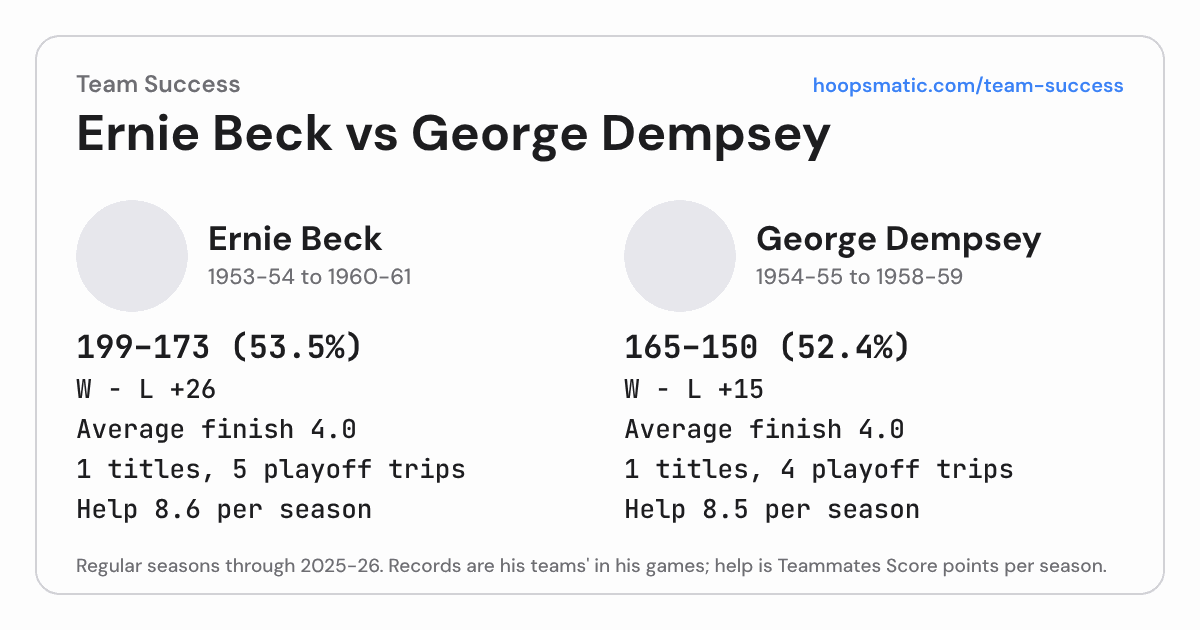 Team Success
hoopsmatic.com/team-success
Ernie Beck vs George Dempsey
Ernie Beck
1953-54 to 1960-61
199–173 (53.5%)
W - L +26
Average finish 4.0
1 titles, 5 playoff trips
Help 8.6 per season
George Dempsey
1954-55 to 1958-59
165–150 (52.4%)
W - L +15
Average finish 4.0
1 titles, 4 playoff trips
Help 8.5 per season
Regular seasons through 2025-26. Records are his teams' in his games; help is Teammates Score points per season.